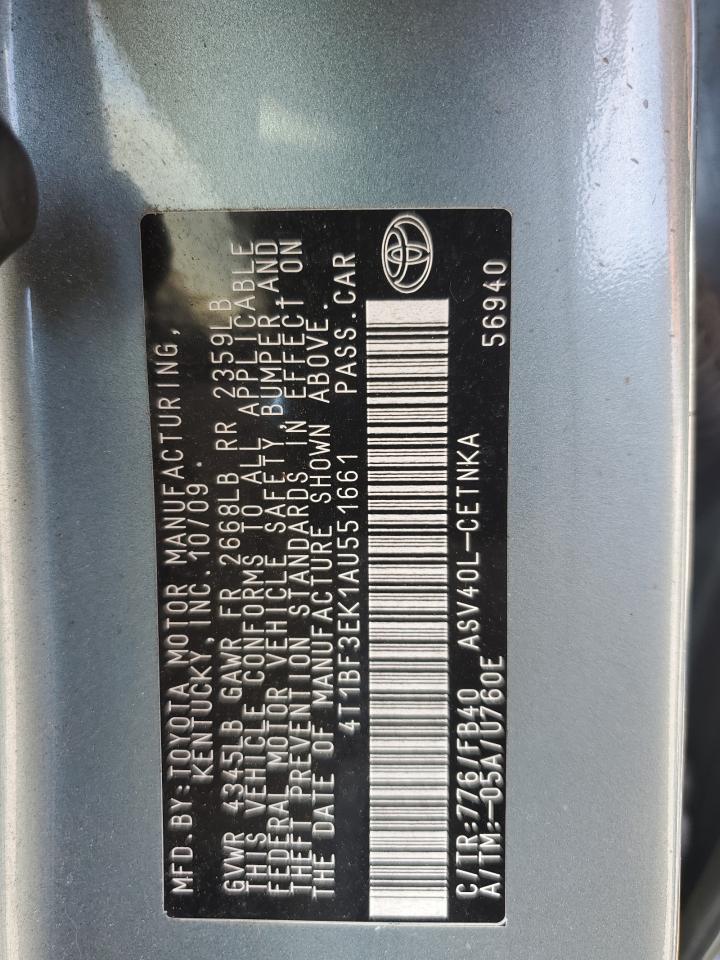 MFD.BY:TOYOTA MOTOR MANUFACTURING,
KENTUCKY, INC. 10/09.
GVWR 4345LB GAWR FR 2668LB RR 2359LB
THIS VEHICLE CONFORMS TO ALL APPLICABLE
FEDERAL MOTOR VEHICLE SAFETY, BUMPER AND
THEFT PREVENTION STANDARDS IN EFFECT ON
THE DATE OF MANUFACTURE SHOWN ABOVE.
4T1BF3EK1AU551661 PASS.CAR
C/TR:776/FB40 ASV40L-CETNKA 56940
A/TM:-05A/U760E